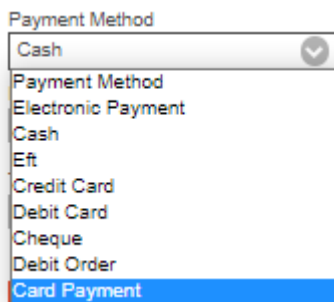 Payment Method
Cash
Payment Method
Electronic Payment
Cash
Eft
Credit Card
Debit Card
Cheque
Debit Order
Card Payment